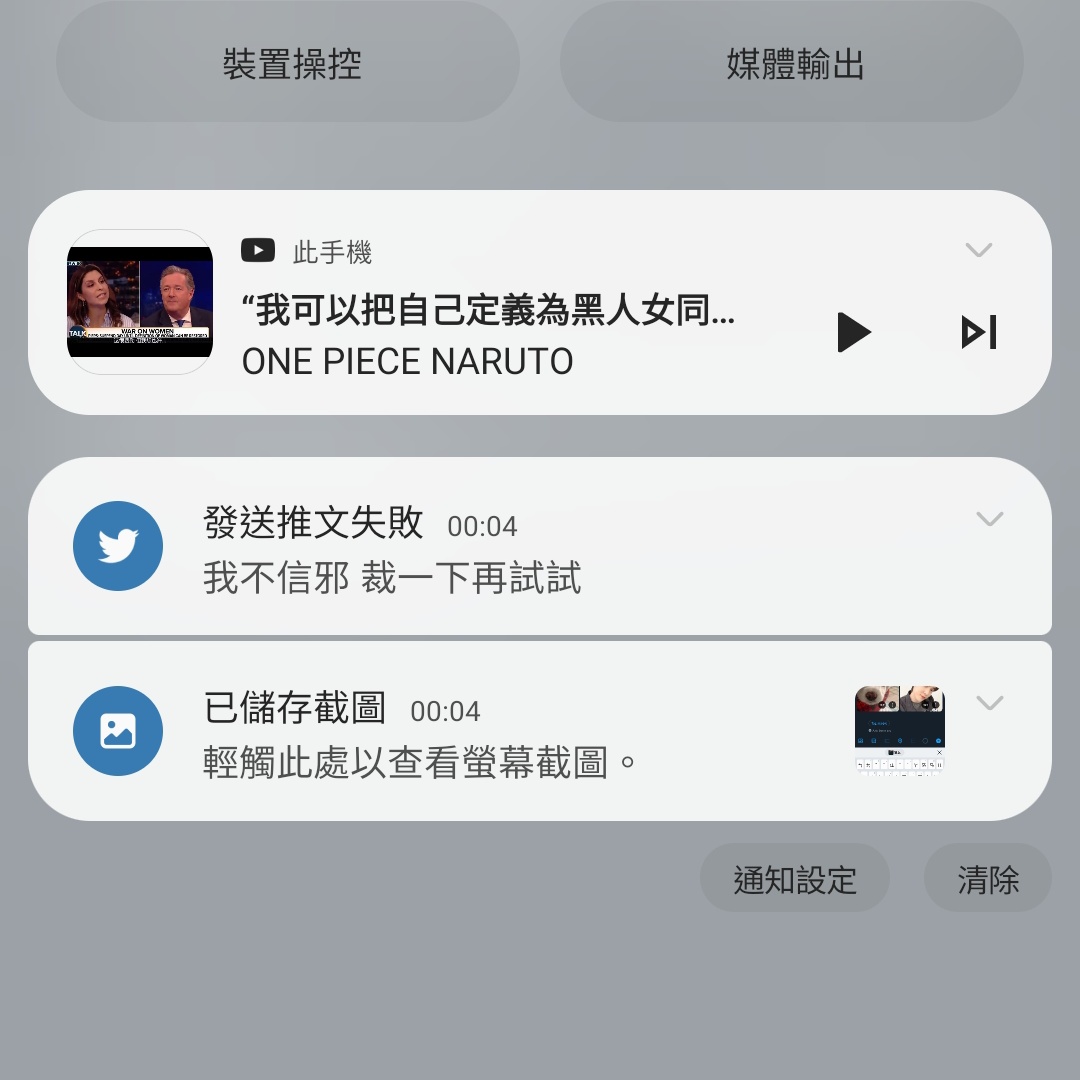 裝置操控
媒體輸出
此手機
“我可以把自己定義為黑人女同...
ONE PIECE NARUTO
TALK
WAR ON WOMEN
發送推文失敗 00:04
我不信邪 裁一下再試試
已儲存截圖 00:04
輕觸此處以查看螢幕截圖。
通知設定
清除